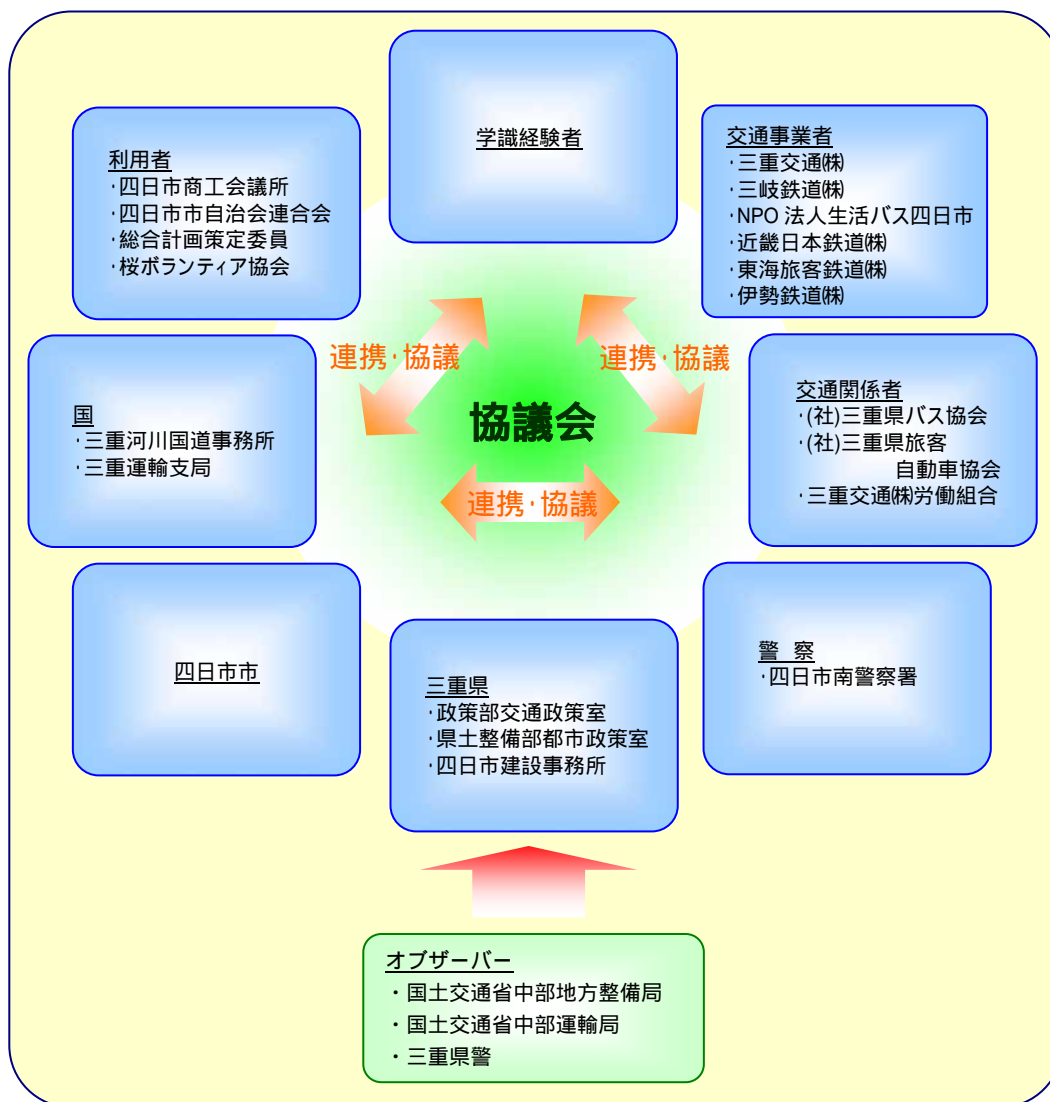 学識経験者
利用者
・四日市商工会議所
・四日市市自治会連合会
・総合計画策定委員
・桜ボランティア協会
交通事業者
・三重交通㈱
・三岐鉄道㈱
・NPO法人生活バス四日市
・近畿日本鉄道㈱
・東海旅客鉄道㈱
・伊勢鉄道㈱
連携・協議
連携・協議
協議会
連携・協議
国
・三重河川国道事務所
・三重運輸支局
交通関係者
・(社)三重県バス協会
・(社)三重県旅客
自動車協会
・三重交通㈱労働組合
四日市市
三重県
・政策部交通政策室
・県土整備部都市政策室
・四日市建設事務所
警 察
・四日市南警察署
オブザーバー
・国土交通省中部地方整備局
・国土交通省中部運輸局
・三重県警